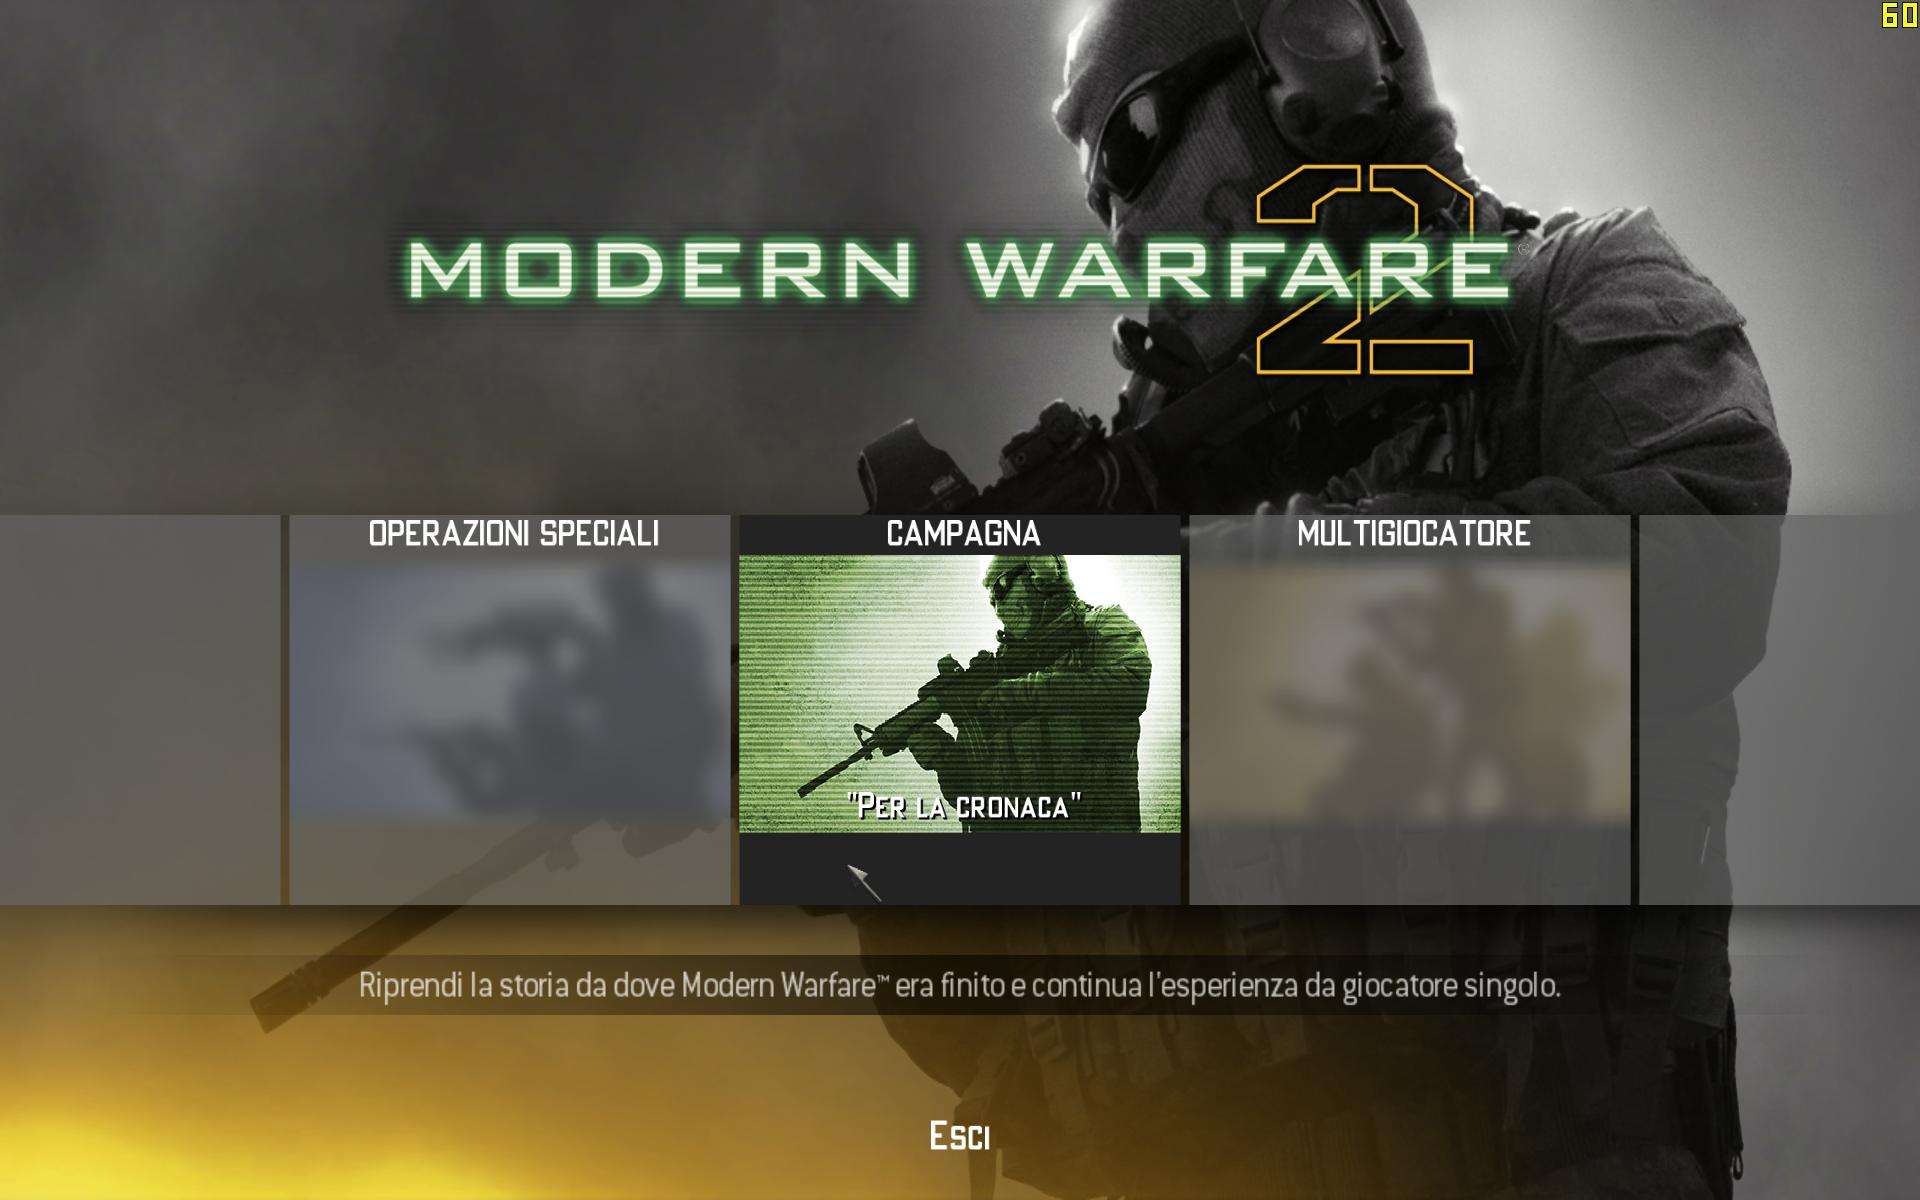 60
MODERN WARFARE®
2
OPERAZIONI SPECIALI
CAMPAGNA
MULTIGIOCATORE
"PER LA CRONACA"
Riprendi la storia da dove Modern Warfare™ era finito e continua l'esperienza da giocatore singolo.
ESCI